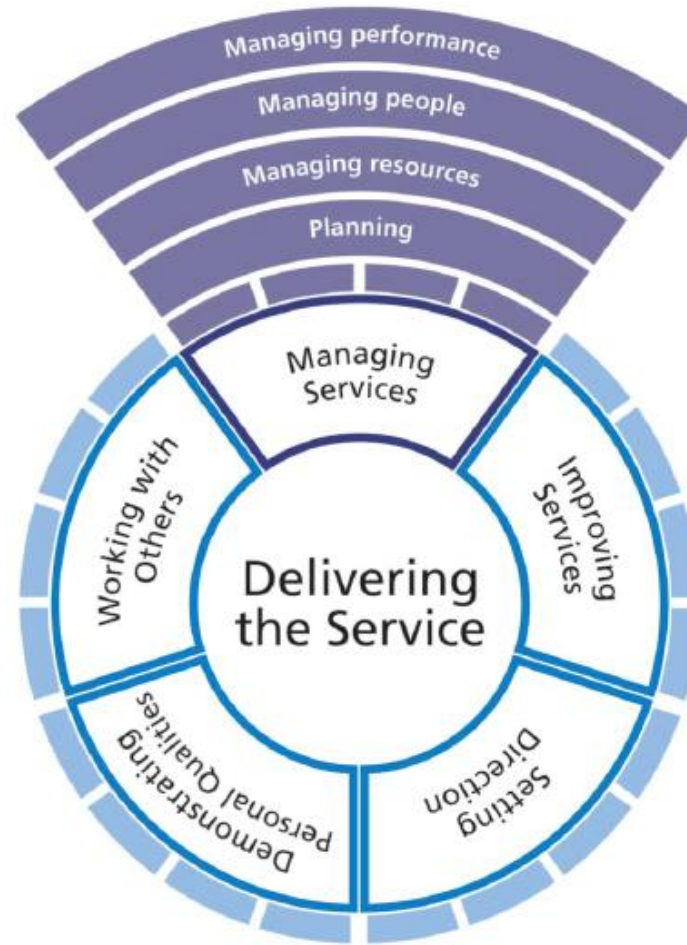 Managing performance
Managing people
Managing resources
Planning
Managing
Services
Working with
Others
Improving
Services
Delivering
the Service
Demonstrating
Personal Qualities
Setting
Direction